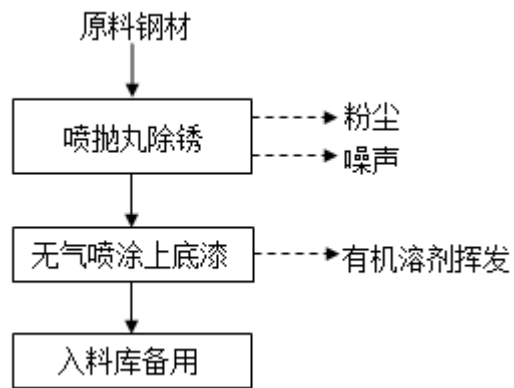 原料钢材
喷抛丸除锈
粉尘
噪声
无气喷涂上底漆
有机溶剂挥发
入料库备用